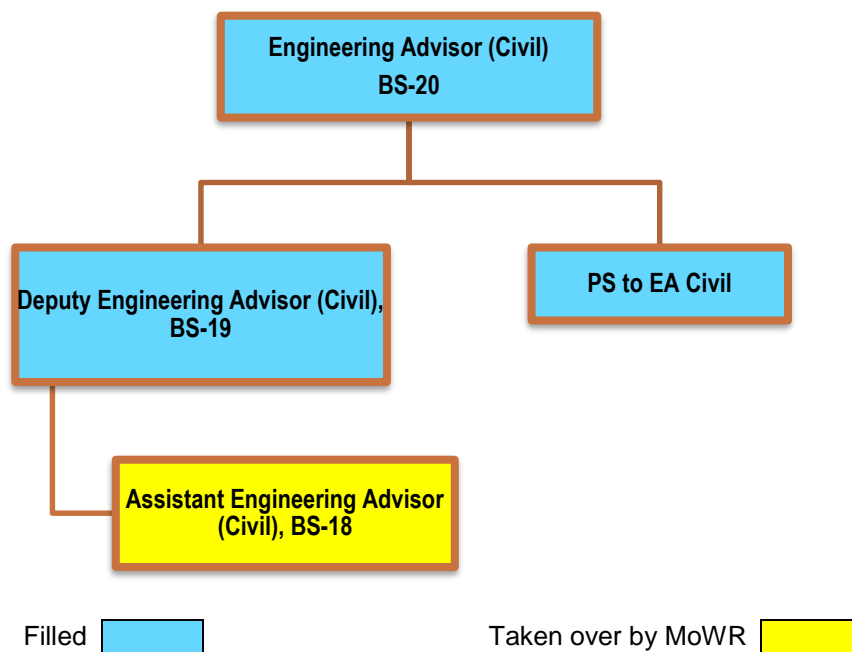 Engineering Advisor (Civil)
BS-20
Deputy Engineering Advisor (Civil),
BS-19
PS to EA Civil
Assistant Engineering Advisor
(Civil), BS-18
Filled
Taken over by MoWR